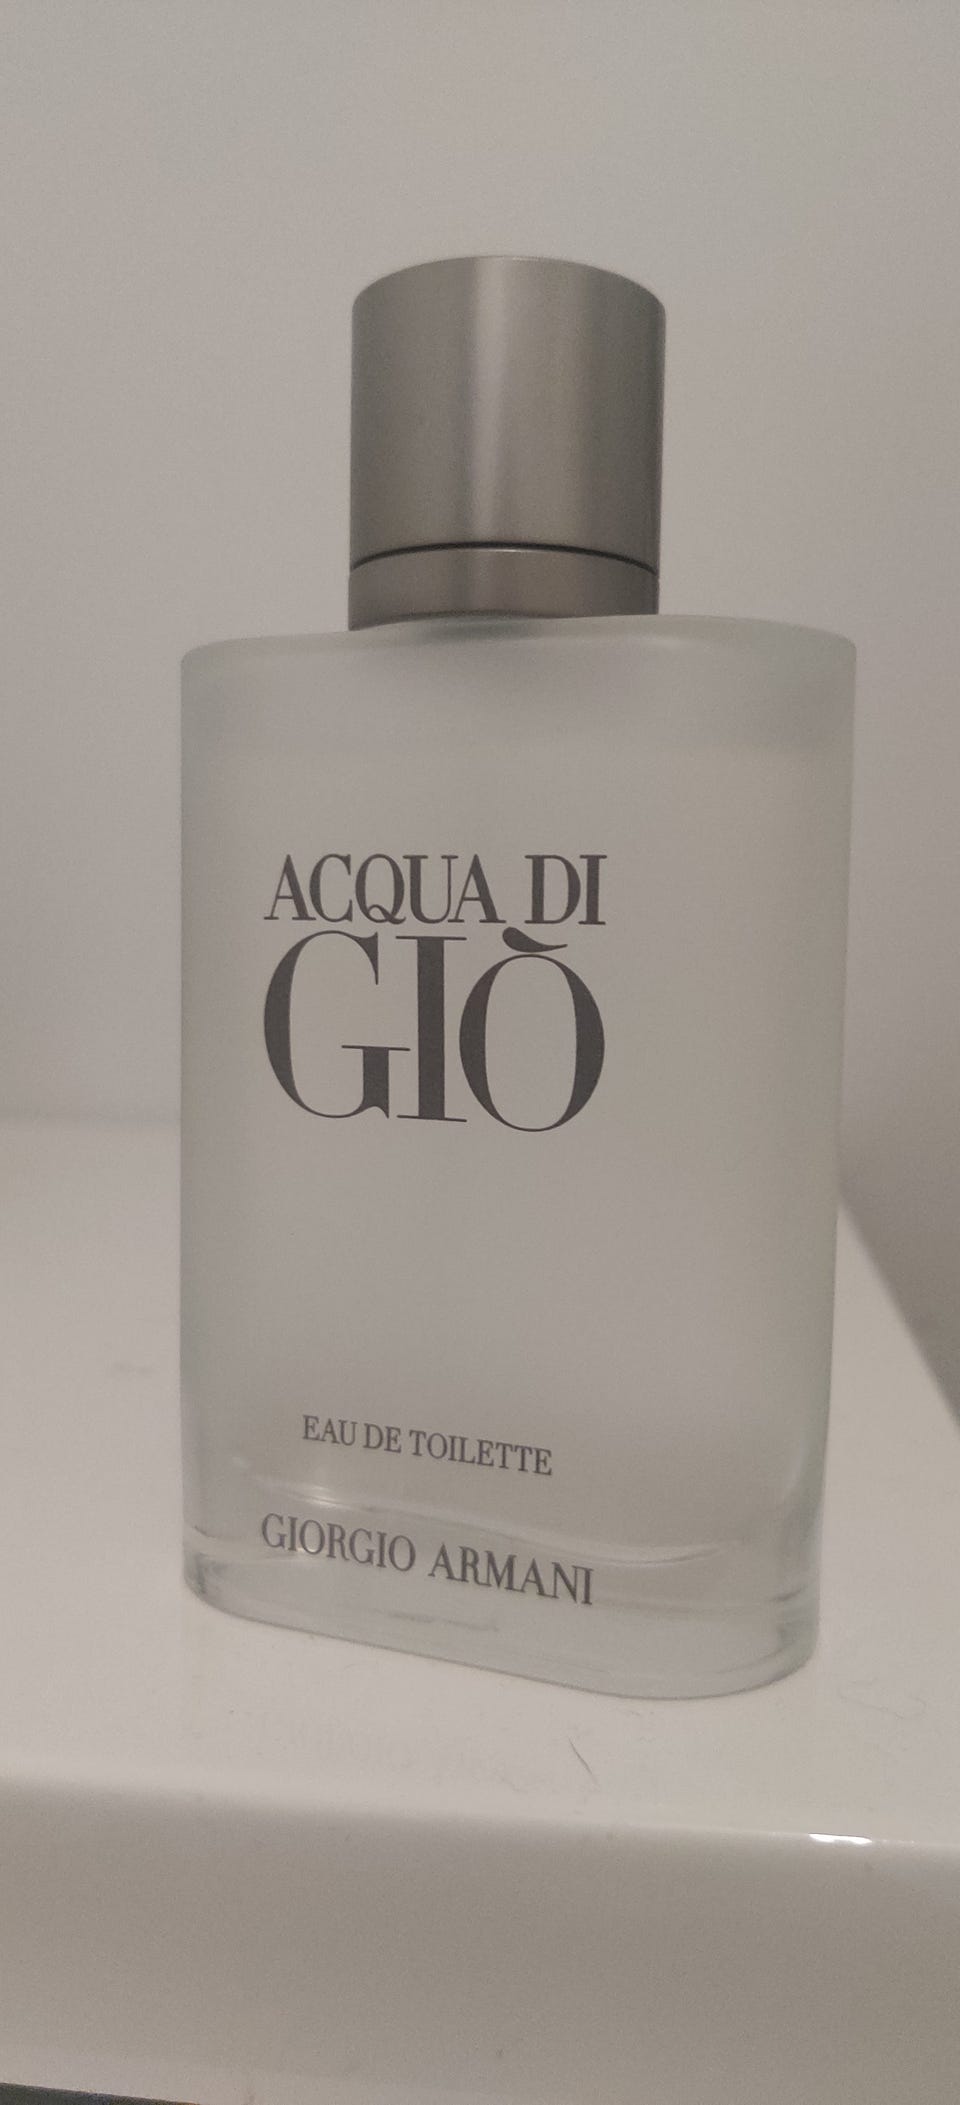 ACQUA DI
GIÒ
EAU DE TOILETTE
GIORGIO ARMANI